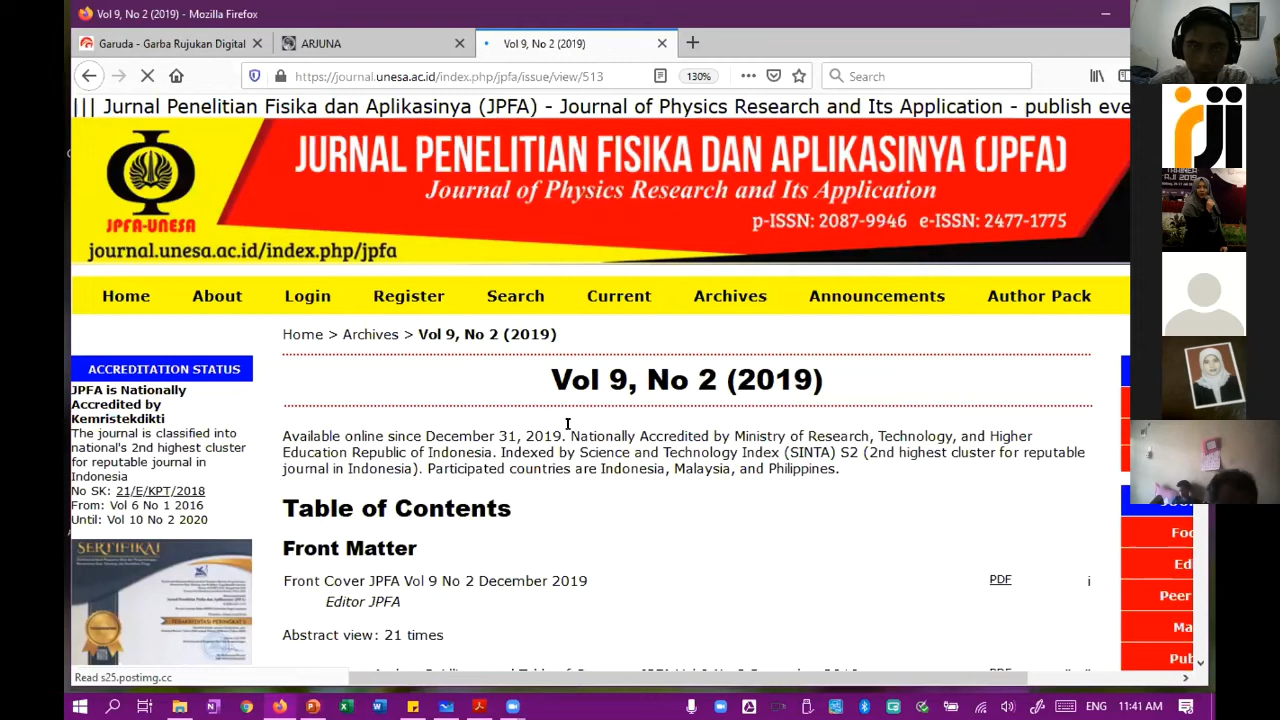 Vol 9, No 2 (2019) - Mozilla Firefox
Garuda - Garba Rujukan Digital
ARJUNA
Vol 9, No 2 (2019)
https://journal.unesa.ac.id/index.php/jpfa/issue/view/513
130%
Search
||| Jurnal Penelitian Fisika dan Aplikasinya (JPFA) - Journal of Physics Research and Its Application - publish eve
JURNAL PENELITIAN FISIKA DAN APLIKASINYA (JPFA)
Journal of Physics Research and Its Application
p-ISSN: 2087-9946 e-ISSN: 2477-1775
JPFA-UNESA
journal.unesa.ac.id/index.php/jpfa
Home About Login Register Search Current Archives Announcements Author Pack
Home > Archives > Vol 9, No 2 (2019)
ACCREDITATION STATUS
JPFA is Nationally
Accredited by
Kemristekdikti
The journal is classified into
national's 2nd highest cluster
for reputable journal in
Indonesia
No SK: 21/E/KPT/2018
From: Vol 6 No 1 2016
Until: Vol 10 No 2 2020
SERTIFIKAT
Vol 9, No 2 (2019)
Available online since December 31, 2019. Nationally Accredited by Ministry of Research, Technology, and Higher
Education Republic of Indonesia. Indexed by Science and Technology Index (SINTA) S2 (2nd highest cluster for reputable
journal in Indonesia). Participated countries are Indonesia, Malaysia, and Philippines.
Table of Contents
Front Matter
Front Cover JPFA Vol 9 No 2 December 2019 PDF i
Editor JPFA
Abstract view: 21 times
Foc
Ed
Peer
Ma
Pub
rji
TRAINER
RJI 2019
Read s25.postimg.cc
ENG 11:41 AM